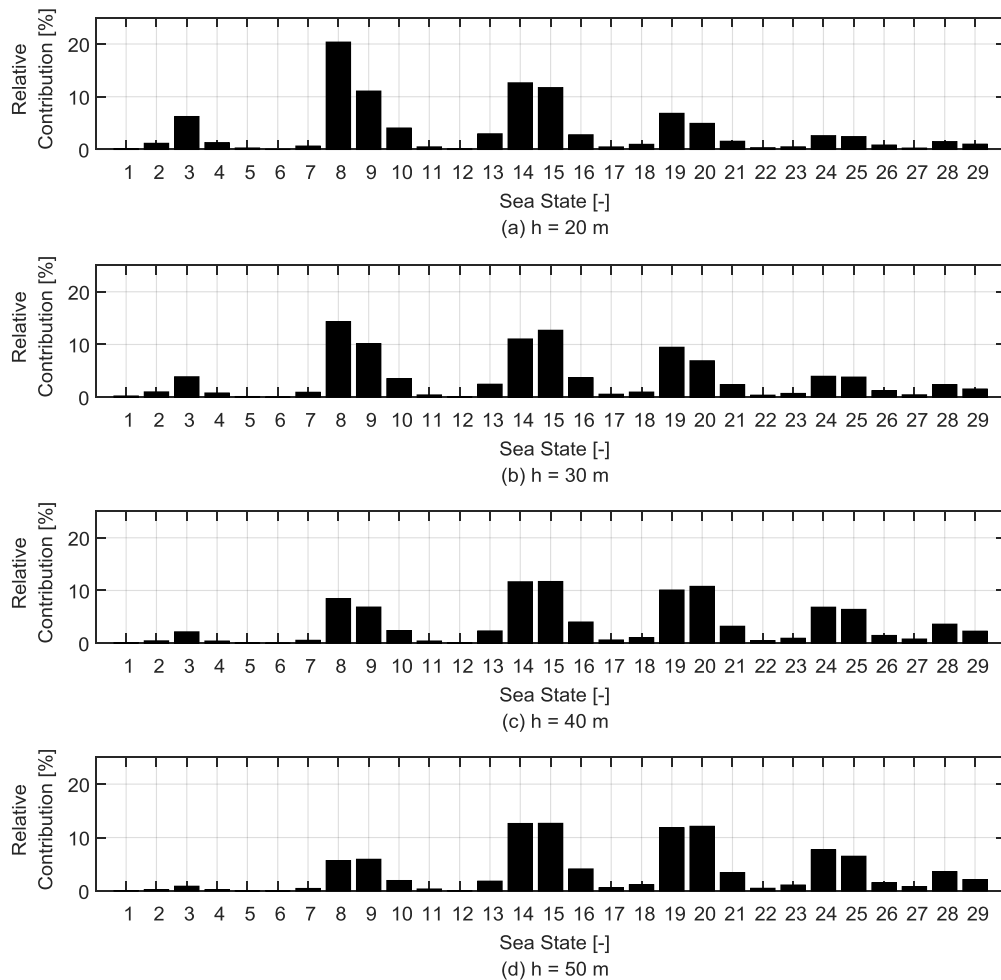 Relative
Contribution [%]
20
10
0
1 2 3 4 5 6 7 8 9 10 11 12 13 14 15 16 17 18 19 20 21 22 23 24 25 26 27 28 29
Sea State [-]
(a) h = 20 m
Relative
Contribution [%]
20
10
0
1 2 3 4 5 6 7 8 9 10 11 12 13 14 15 16 17 18 19 20 21 22 23 24 25 26 27 28 29
Sea State [-]
(b) h = 30 m
Relative
Contribution [%]
20
10
0
1 2 3 4 5 6 7 8 9 10 11 12 13 14 15 16 17 18 19 20 21 22 23 24 25 26 27 28 29
Sea State [-]
(c) h = 40 m
Relative
Contribution [%]
20
10
0
1 2 3 4 5 6 7 8 9 10 11 12 13 14 15 16 17 18 19 20 21 22 23 24 25 26 27 28 29
Sea State [-]
(d) h = 50 m